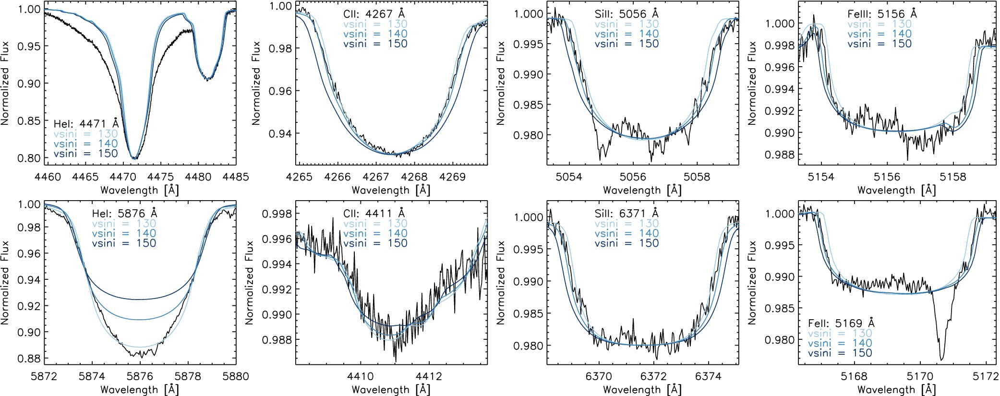 1.00
0.95
0.90
0.85
0.80
Normalized Flux
HeI: 4471 Å
vsini = 130
vsini = 140
vsini = 150
4460 4465 4470 4475 4480 4485
Wavelength [Å]
1.00
0.98
0.96
0.94
Normalized Flux
CII: 4267 Å
vsini = 130
vsini = 140
vsini = 150
4265 4266 4267 4268 4269
Wavelength [Å]
1.000
0.995
0.990
0.985
0.980
Normalized Flux
SiII: 5056 Å
vsini = 130
vsini = 140
vsini = 150
5054 5056 5058
Wavelength [Å]
1.000
0.998
0.996
0.994
0.992
0.990
0.988
Normalized Flux
FeIII: 5156 Å
vsini = 130
vsini = 140
vsini = 150
5154 5156 5158
Wavelength [Å]
1.00
0.98
0.96
0.94
0.92
0.90
0.88
Normalized Flux
HeI: 5876 Å
vsini = 130
vsini = 140
vsini = 150
5872 5874 5876 5878 5880
Wavelength [Å]
0.998
0.996
0.994
0.992
0.990
0.988
Normalized Flux
CII: 4411 Å
vsini = 130
vsini = 140
vsini = 150
4410 4412
Wavelength [Å]
1.000
0.995
0.990
0.985
0.980
Normalized Flux
SiII: 6371 Å
vsini = 130
vsini = 140
vsini = 150
6370 6372 6374
Wavelength [Å]
1.000
0.995
0.990
0.985
0.980
Normalized Flux
FeII: 5169 Å
vsini = 130
vsini = 140
vsini = 150
5168 5170 5172
Wavelength [Å]